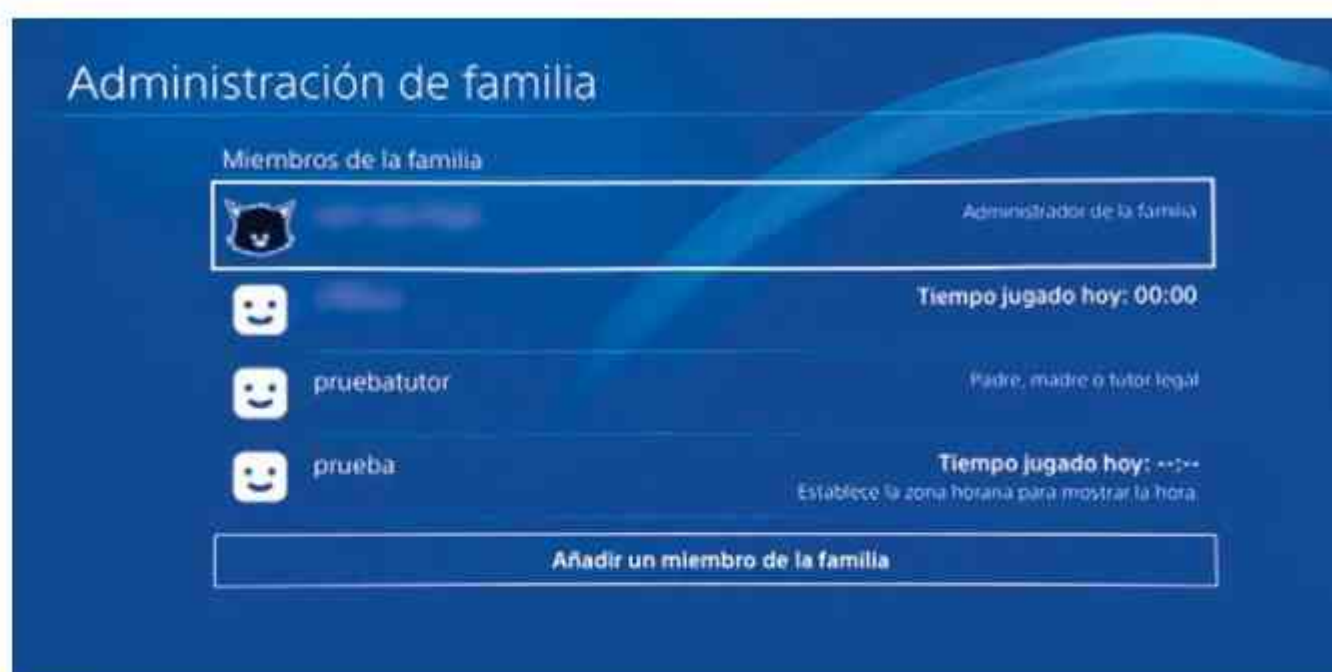 Administración de familia
Miembros de la familia
Administrador de la familia
Tiempo jugado hoy: 00:00
pruebatutor
Padre, madre o tutor legal
prueba
Tiempo jugado hoy: --:--
Establece la zona horaria para mostrar la hora.
Añadir un miembro de la familia